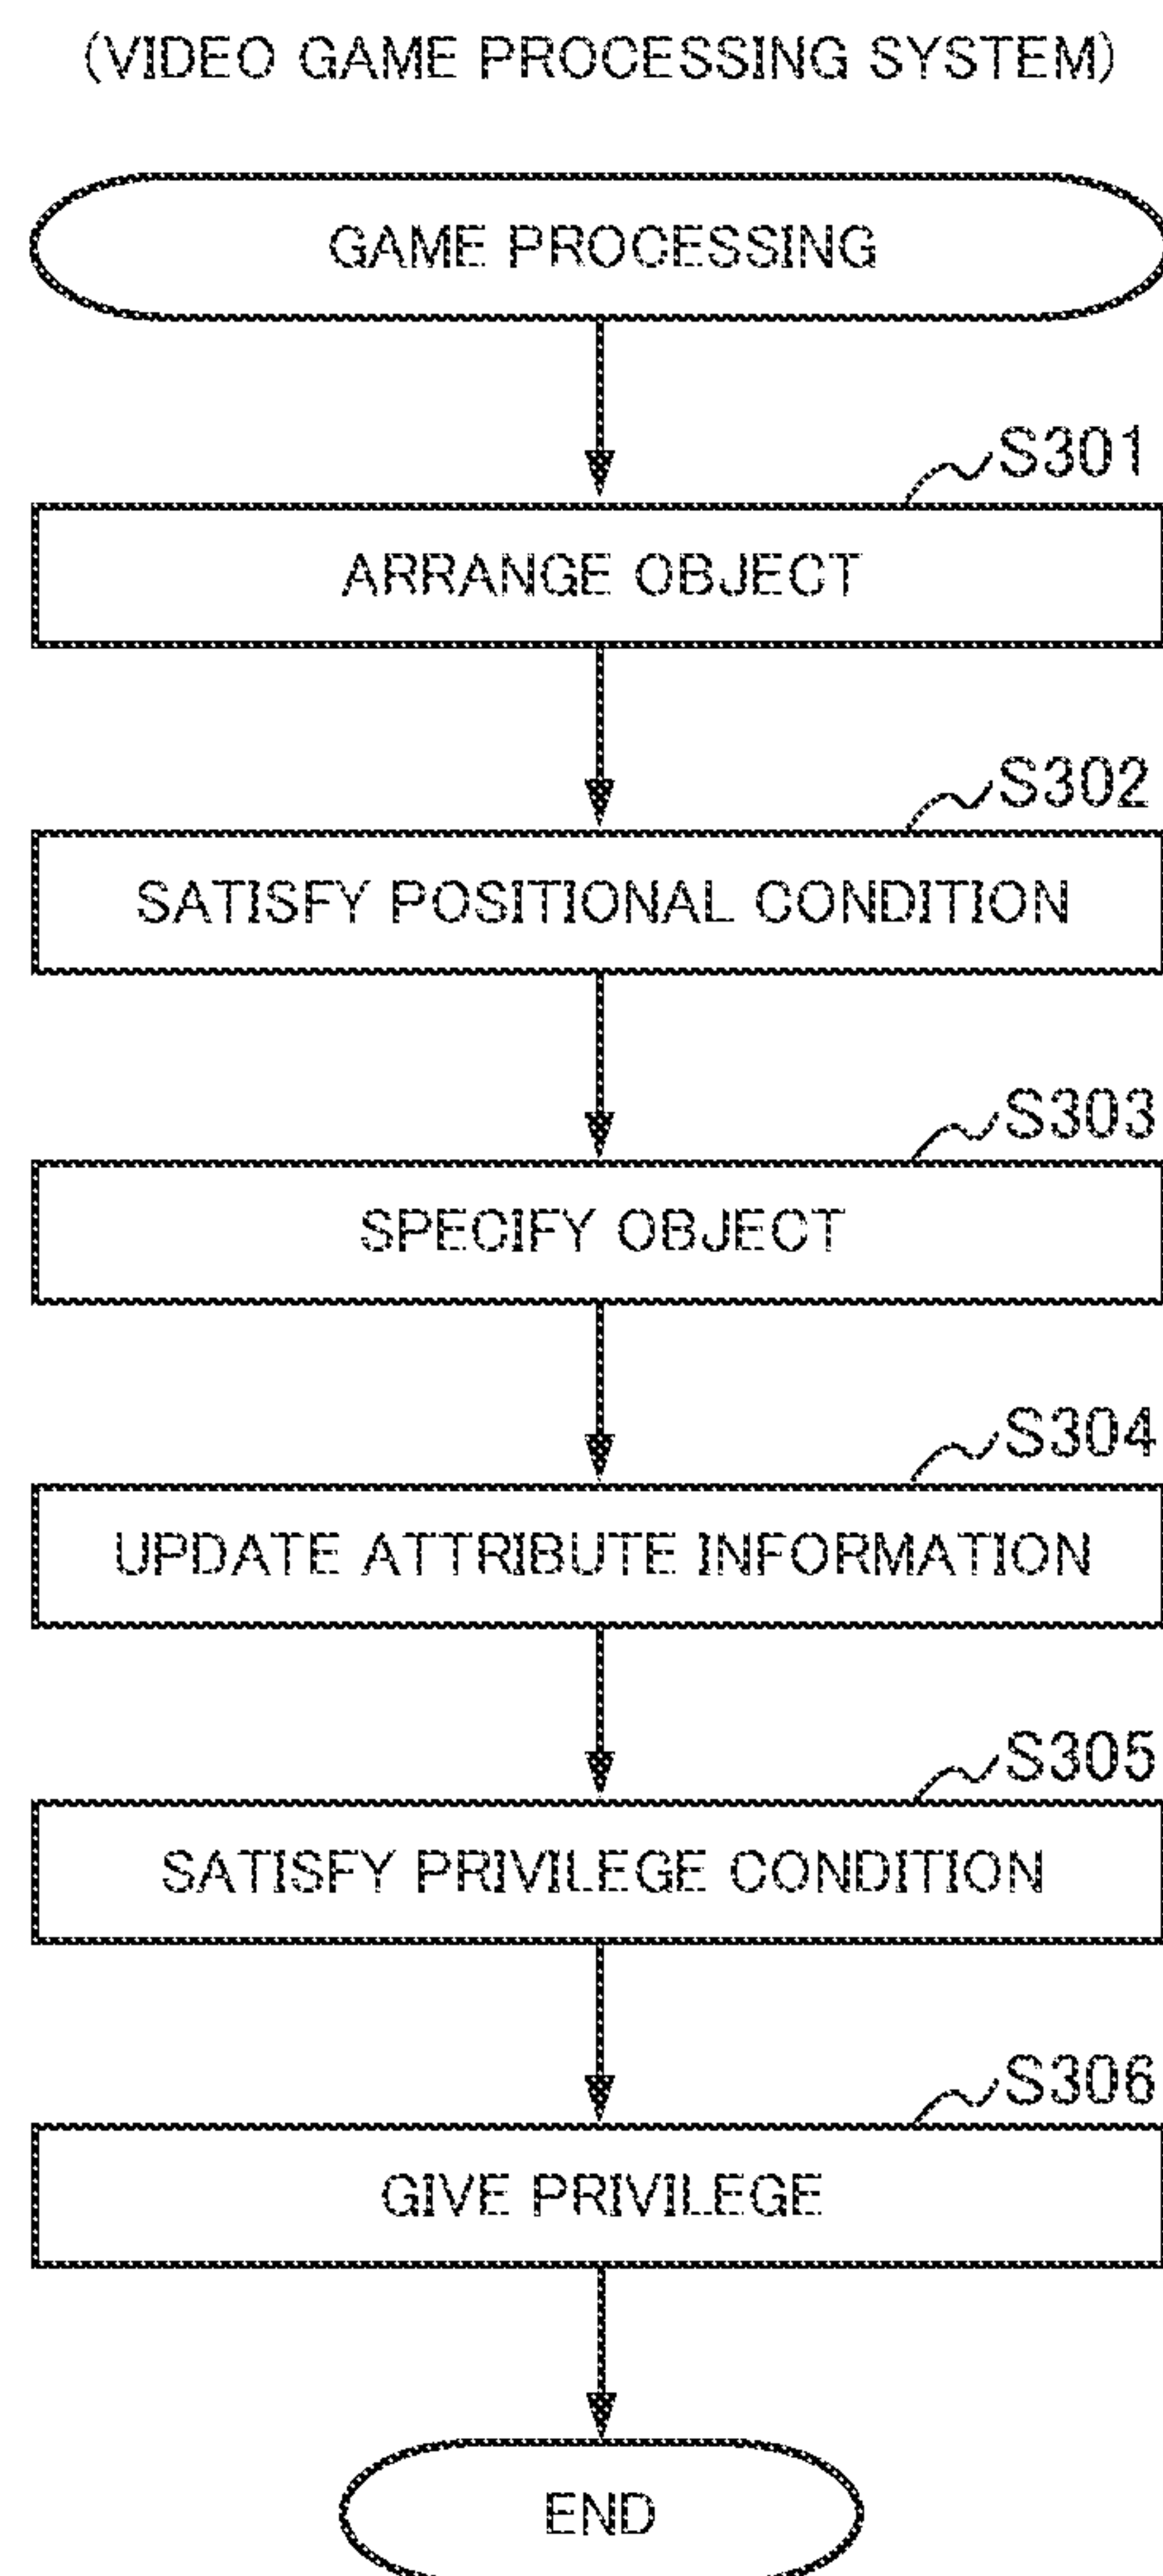 (VIDEO GAME PROCESSING SYSTEM)
GAME PROCESSING
S301
ARRANGE OBJECT
S302
SATISFY POSITIONAL CONDITION
S303
SPECIFY OBJECT
S304
UPDATE ATTRIBUTE INFORMATION
S305
SATISFY PRIVILEGE CONDITION
S306
GIVE PRIVILEGE
END